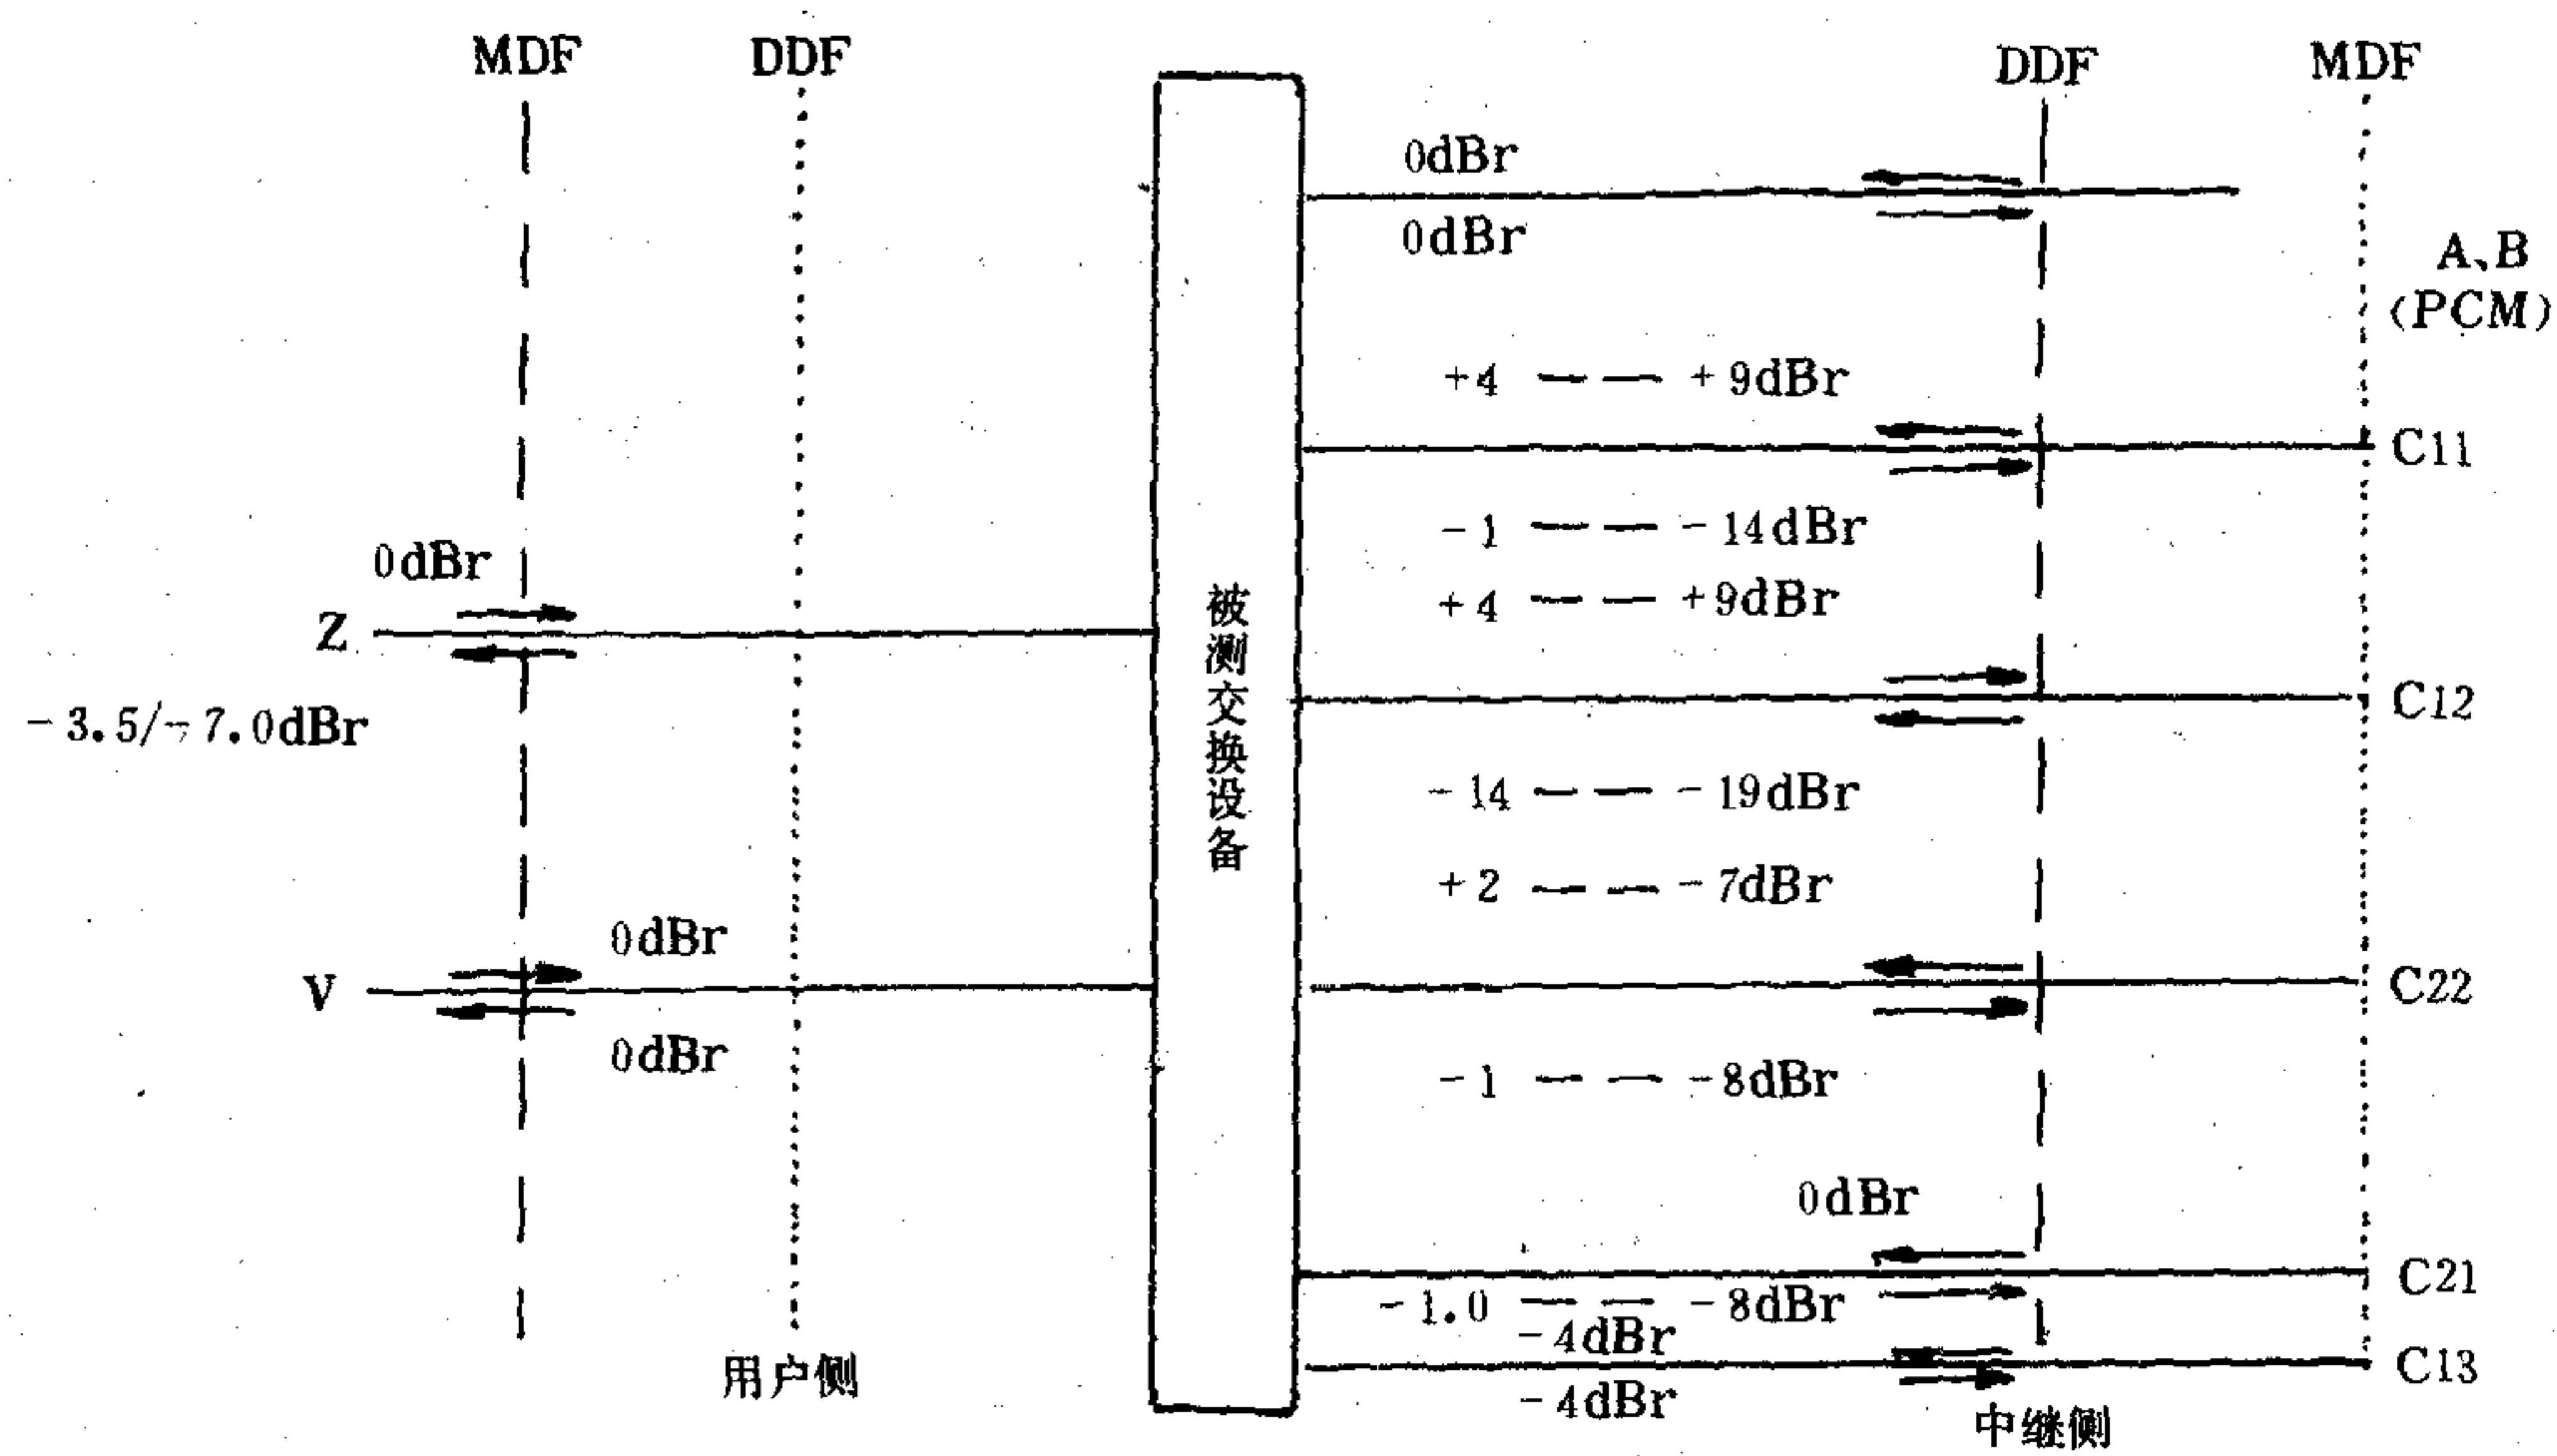 MDF
DDF
DDF
MDF
0dBr
0dBr
A、B
(PCM)
+4 — — +9dBr
C11
-1 — — -14dBr
0dBr
+4 — — +9dBr
Z
被测交换设备
C12
-3.5/-7.0dBr
-14 — — -19dBr
+2 — — -7dBr
0dBr
V
C22
0dBr
-1 — — -8dBr
0dBr
C21
-1.0 — — -8dBr
-4dBr
C13
-4dBr
用户侧
中继侧